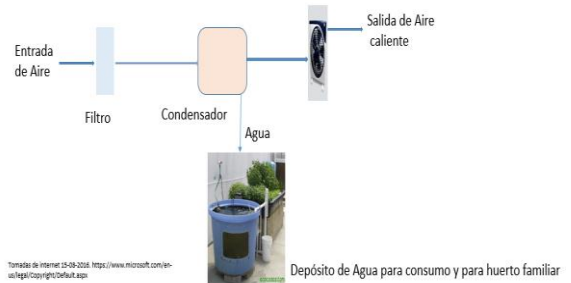 Salida de Aire
caliente
Entrada
de Aire
Filtro
Condensador
Agua
Tomadas de internet 15-08-2016. https://www.microsoft.com/en-
us/legal/Copyright/Default.aspx
Depósito de Agua para consumo y para huerto familiar